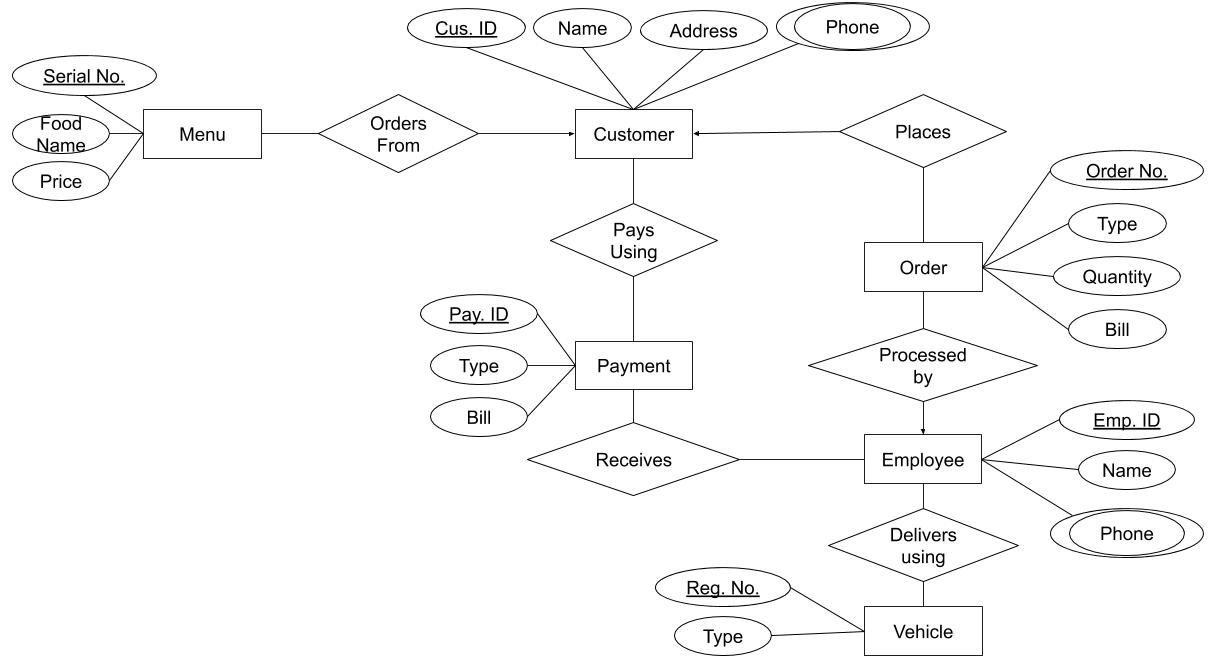 Cus. ID
Name
Address
Phone
Serial No.
Food
Name
Price
Menu
Orders
From
Customer
Places
Order No.
Type
Quantity
Bill
Order
Pays
Using
Pay. ID
Type
Bill
Payment
Processed
by
Receives
Employee
Emp. ID
Name
Phone
Delivers
using
Reg. No.
Type
Vehicle